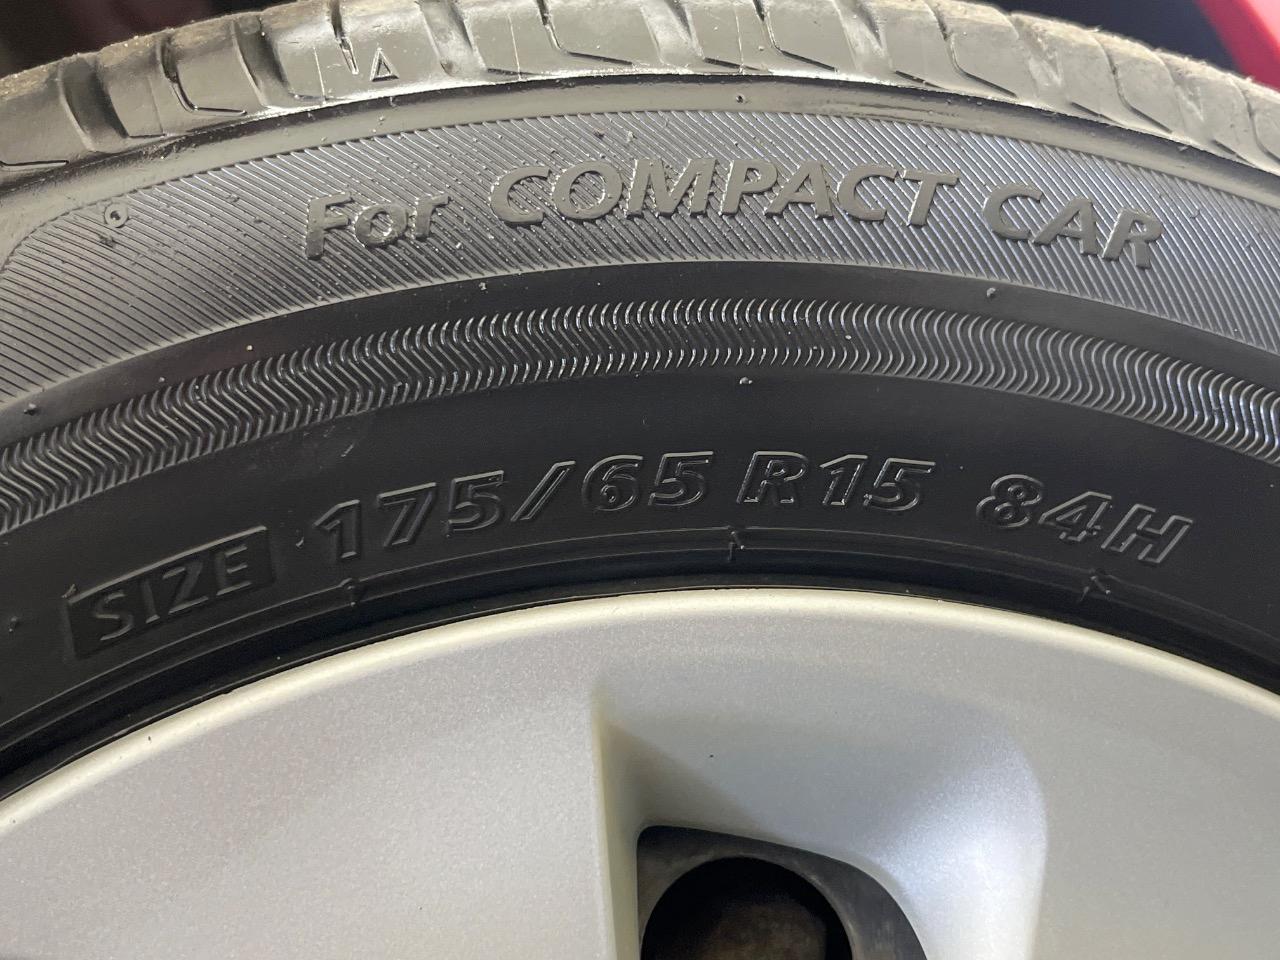 For COMPACT CAR
SIZE 175/65 R15 84H